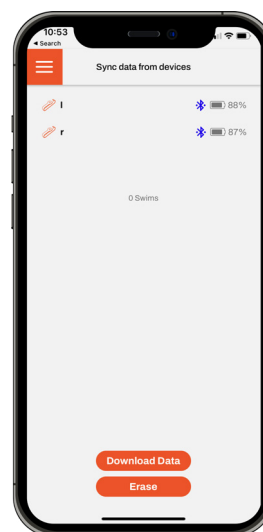 10:53
◀ Search
Sync data from devices
l 88%
r 87%
0 Swims
Download Data
Erase